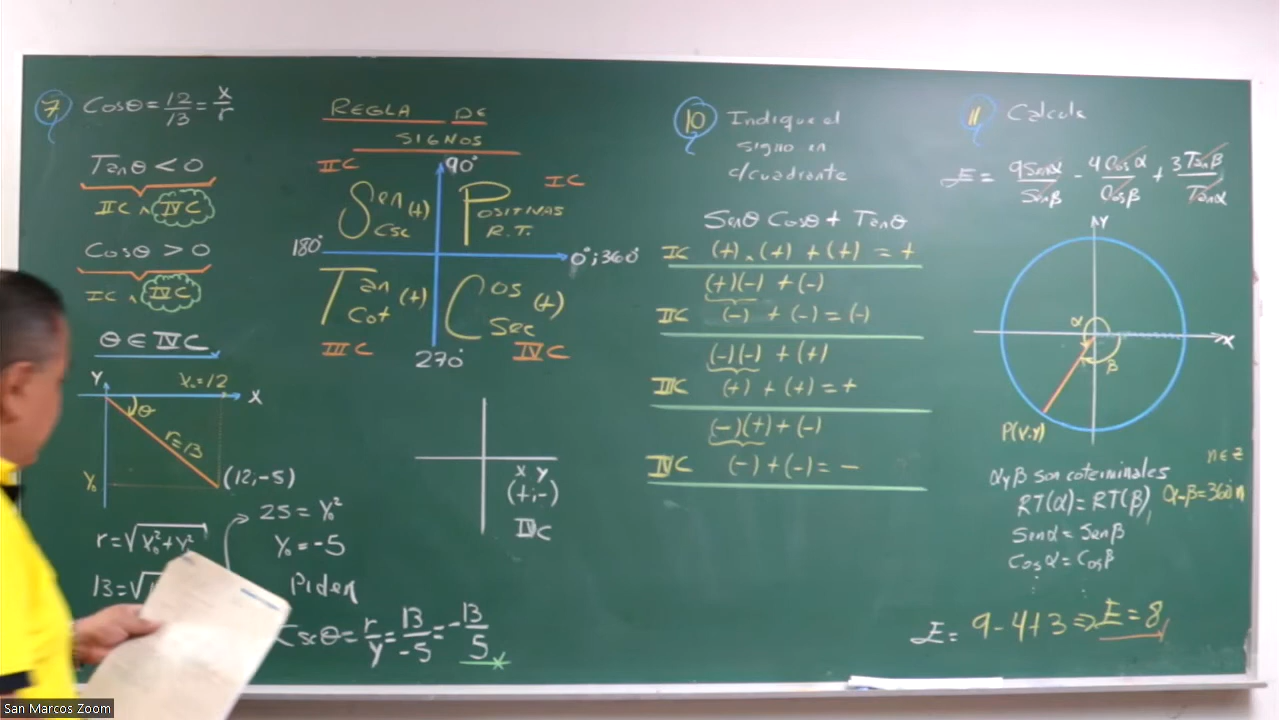 7 Cosθ = 12/13 = x/r
Tanθ < 0
IIC ∧ IVC
Cosθ > 0
IC ∧ IVC
θ ∈ IVC
Y X₀=12 X
θ
r=13
Y₀ (12;-5)
r=√X₀²+Y²
13=√
25 = Y₀²
Y₀ = -5
Piden
Cscθ = r/y = 13/-5 = -13/5
REGLA DE
SIGNOS
IIC 90° IC
Sen (+) Csc
POSITIVAS R.T.
180° 0°;360°
Tan Cot (+)
Cos Sec (+)
IIIC 270° IVC
X Y
(+;-)
IVC
10 Indique el
signo en
c/cuadrante
Senθ Cosθ + Tanθ
IC (+).(+) + (+) = +
(+)(-) + (-)
IIC (-) + (-) = (-)
(-)(-) + (+)
IIIC (+) + (+) = +
(-)(+) + (-)
IVC (-) + (-) = -
11 Calcule
E = 9Senα/Senβ - 4Cosα/Cosβ + 3Tanβ/Tanα
Y
α
X
β
P(X;Y)
α y β son coterminales
n∈Z
RT(α) = RT(β) α-β=360°n
Senα = Senβ
Cosα = Cosβ
E = 9-4+3 ⇒ E = 8
San Marcos Zoom